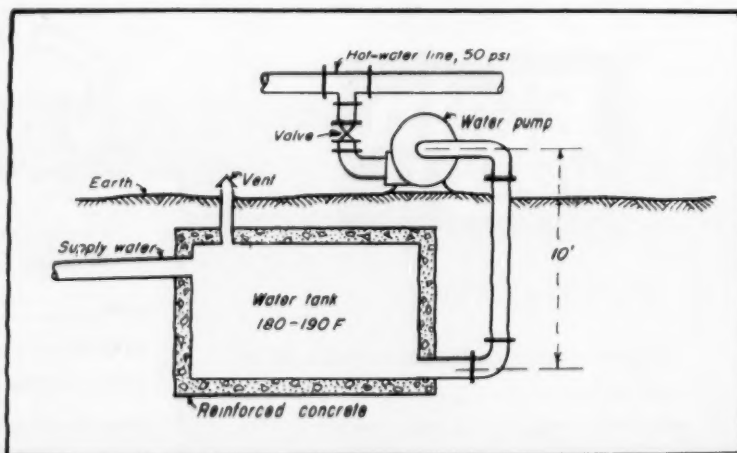 Hot-water line, 50 psi
Water pump
Valve
Vent
Earth
Supply water
10'
Water tank
180-190 F
Reinforced concrete